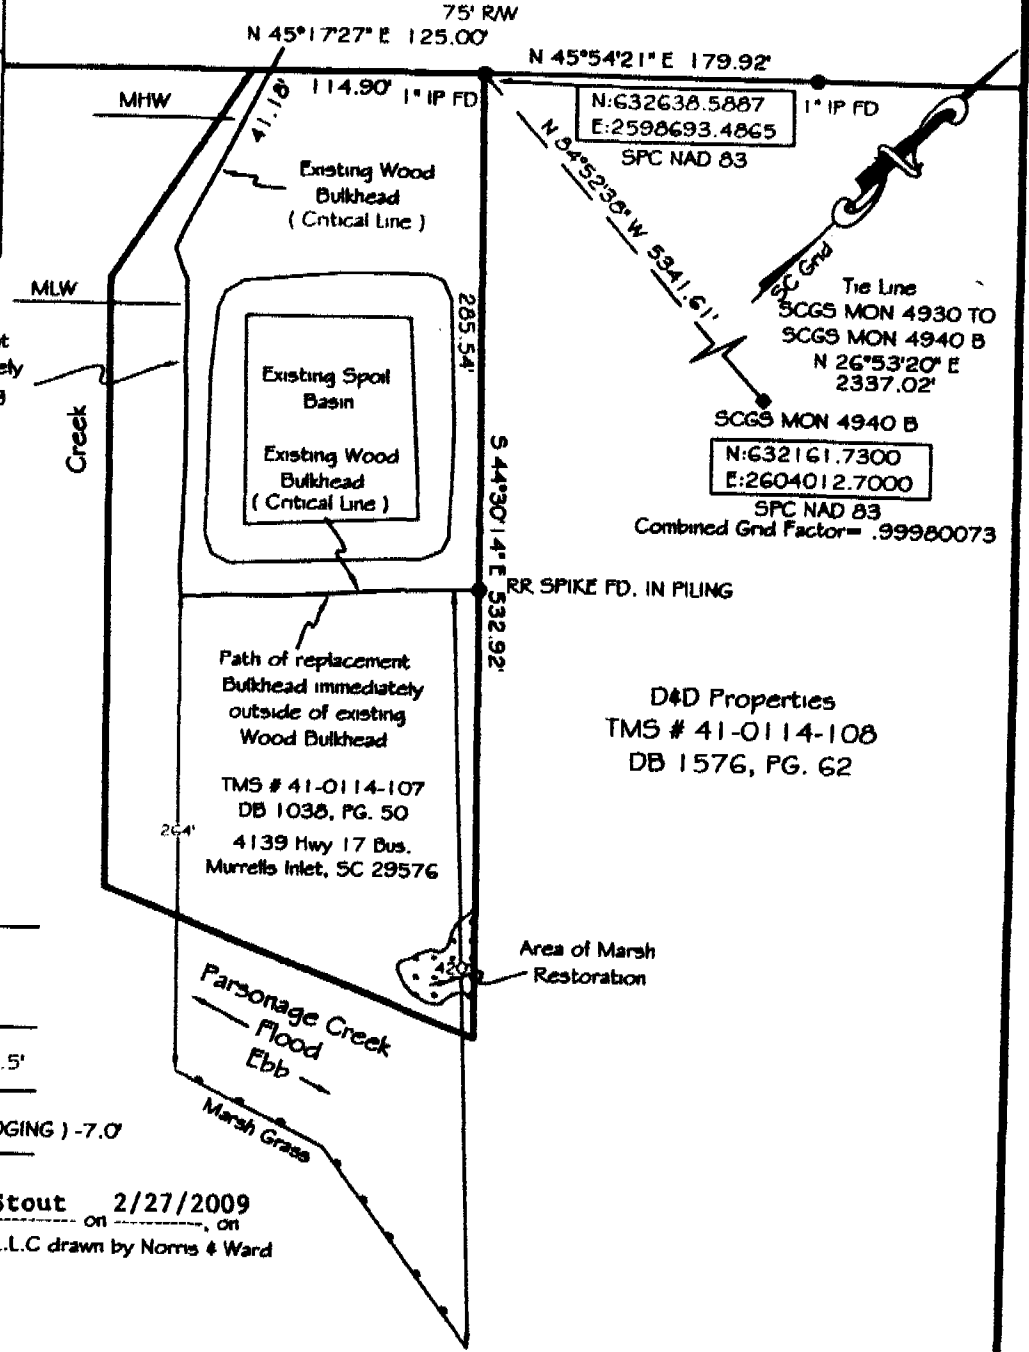 75' R/W
N 45°17'27" E 125.00'
N 45°54'21" E 179.92'
114.90'
1" IP FD
1" IP FD
MHW
41.18'
N:632638.5887
E:2598693.4865
SPC NAD 83
Existing Wood
Bulkhead
( Critical Line )
N 84°52'38" W 5341.61'
SC Grid
MLW
285.54'
Tie Line
SCGS MON 4930 TO
SCGS MON 4940 B
N 26°53'20" E
2337.02'
Existing Spoil
Basin
Creek
SCGS MON 4940 B
N:632161.7300
E:2604012.7000
SPC NAD 83
Combined Grid Factor= .99980073
Existing Wood
Bulkhead
( Critical Line )
S 44°30'14" E 532.92'
RR SPIKE FD. IN PILING
Path of replacement
Bulkhead immediately
outside of existing
Wood Bulkhead
D&D Properties
TMS # 41-0114-108
DB 1576, PG. 62
TMS # 41-0114-107
DB 1038, PG. 50
264'
4139 Hwy 17 Bus.
Murrells Inlet, SC 29576
420'
Area of Marsh
Restoration
Parsonage Creek
Flood
Ebb
Marsh Grass
.5'
GING ) -7.0'
Stout 2/27/2009
on , on
L.L.C drawn by Norris & Ward